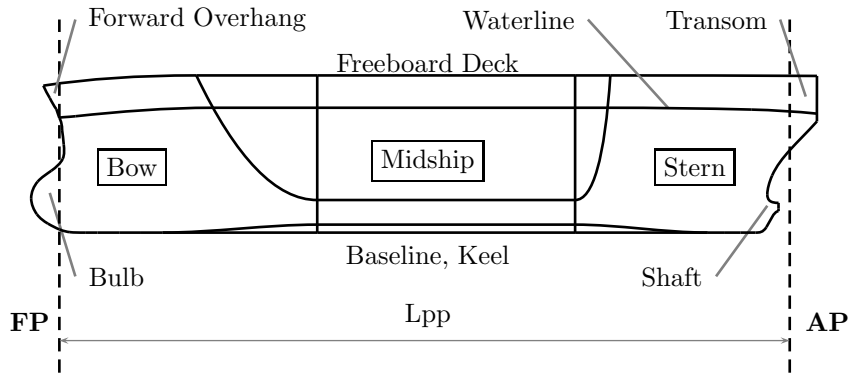 Forward Overhang
Waterline
Transom
Freeboard Deck
Bow
Midship
Stern
Baseline, Keel
Bulb
Shaft
FP
Lpp
AP